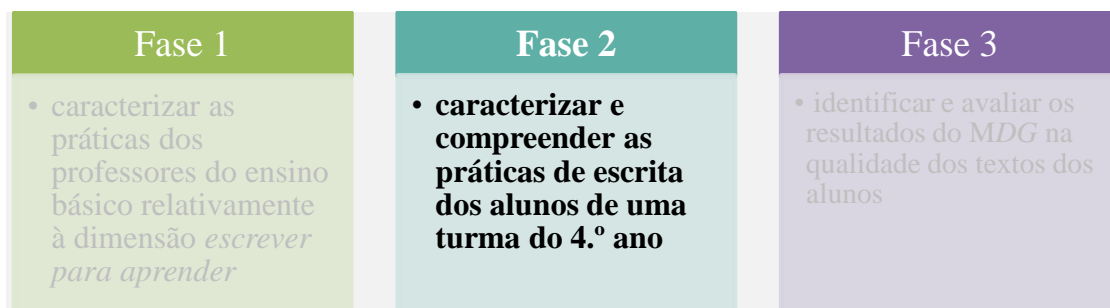 Fase 1
• caracterizar as
práticas dos
professores do ensino
básico relativamente
à dimensão escrever
para aprender
Fase 2
• caracterizar e
compreender as
práticas de escrita
dos alunos de uma
turma do 4.º ano
Fase 3
• identificar e avaliar os
resultados do MDG na
qualidade dos textos dos
alunos